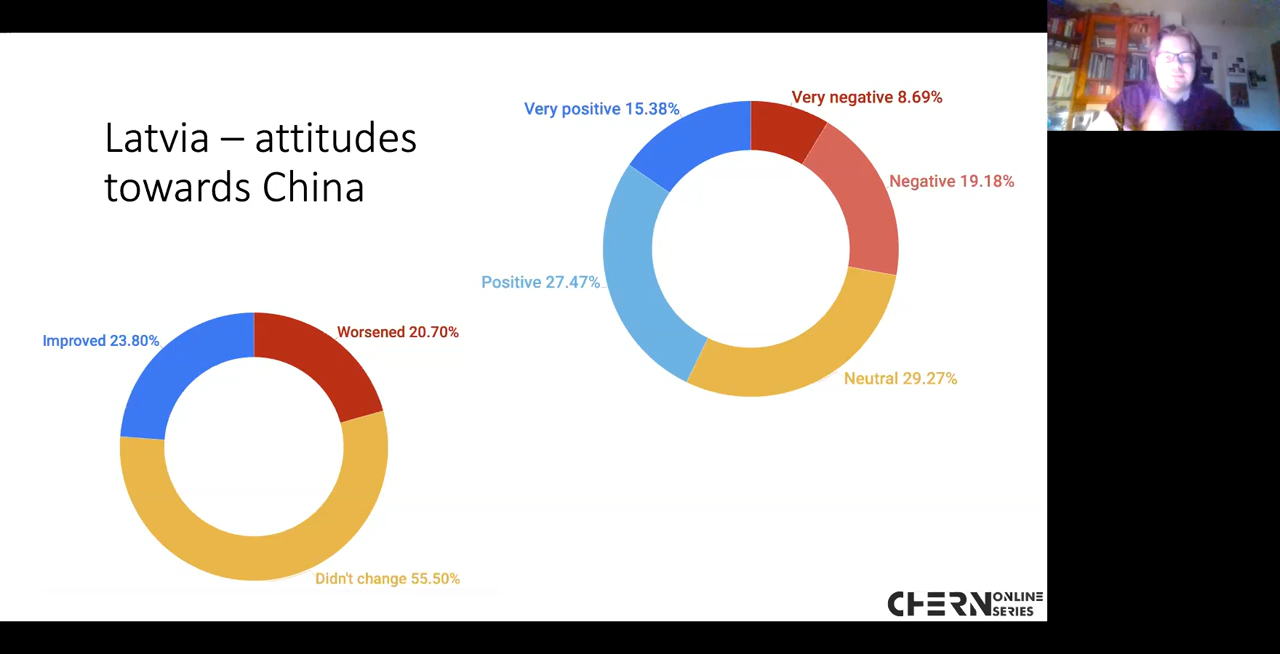 Latvia – attitudes
towards China
Very positive 15.38%
Very negative 8.69%
Negative 19.18%
Positive 27.47%
Neutral 29.27%
Improved 23.80%
Worsened 20.70%
Didn't change 55.50%
CHERN ONLINE
SERIES